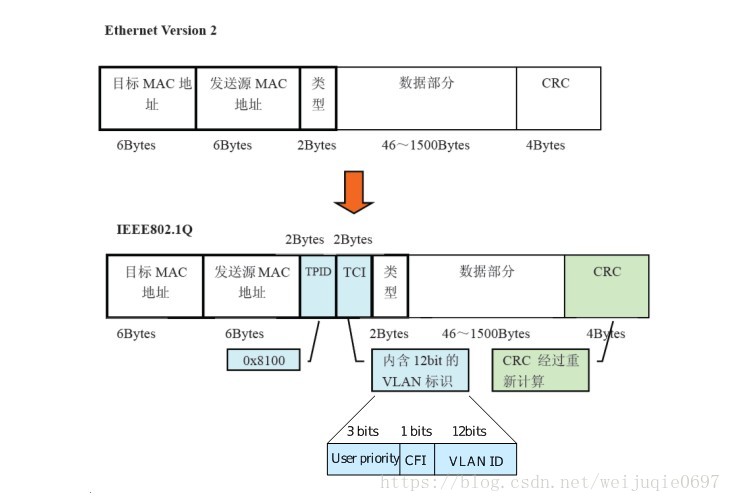 Ethernet Version 2
目标 MAC 地
址
发送源 MAC
地址
类
型
数据部分
CRC
6Bytes
6Bytes
2Bytes
46～1500Bytes
4Bytes
IEEE802.1Q
2Bytes
2Bytes
目标 MAC
地址
发送源 MAC
地址
TPID
TCI
类
型
数据部分
CRC
6Bytes
6Bytes
2Bytes
46～1500Bytes
4Bytes
0x8100
内含 12bit 的
VLAN 标识
CRC 经过重
新计算
3 bits
1 bits
12bits
User priority
CFI
VLAN ID
https://blog.csdn.net/weijuqie0697